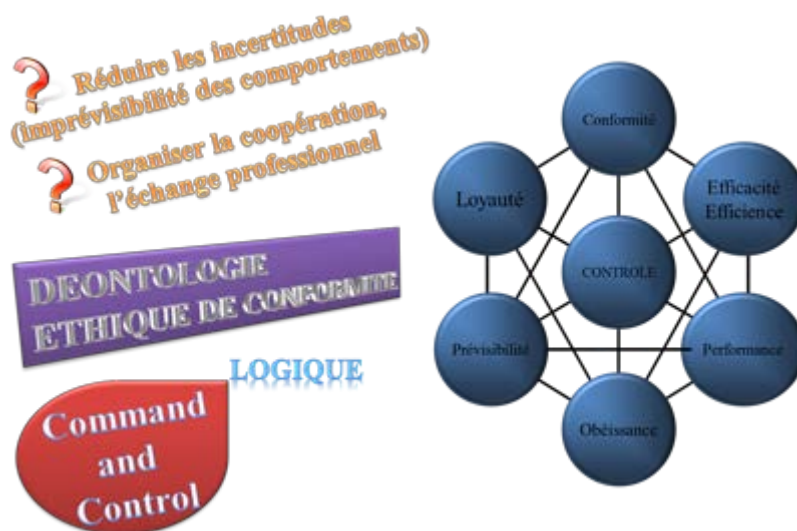 ? Réduire les incertitudes
(imprévisibilité des comportements)
? Organiser la coopération,
l'échange professionnel
DEONTOLOGIE
ETHIQUE DE CONFORMITE
LOGIQUE
Command
and
Control
Conformité
Loyauté
Efficacité
Efficience
CONTROLE
Prévisibilité
Performance
Obéissance